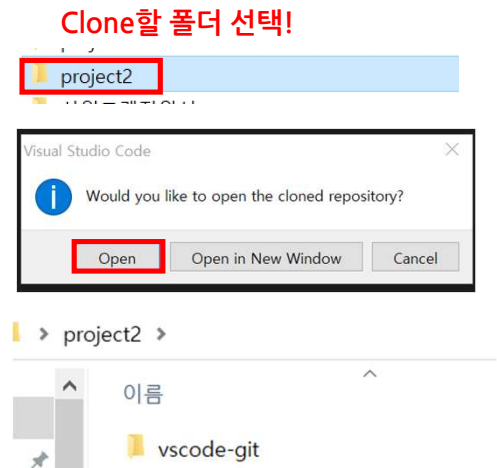 Clone할 폴더 선택!
project2
Visual Studio Code
Would you like to open the cloned repository?
Open
Open in New Window
Cancel
> project2 >
이름
vscode-git